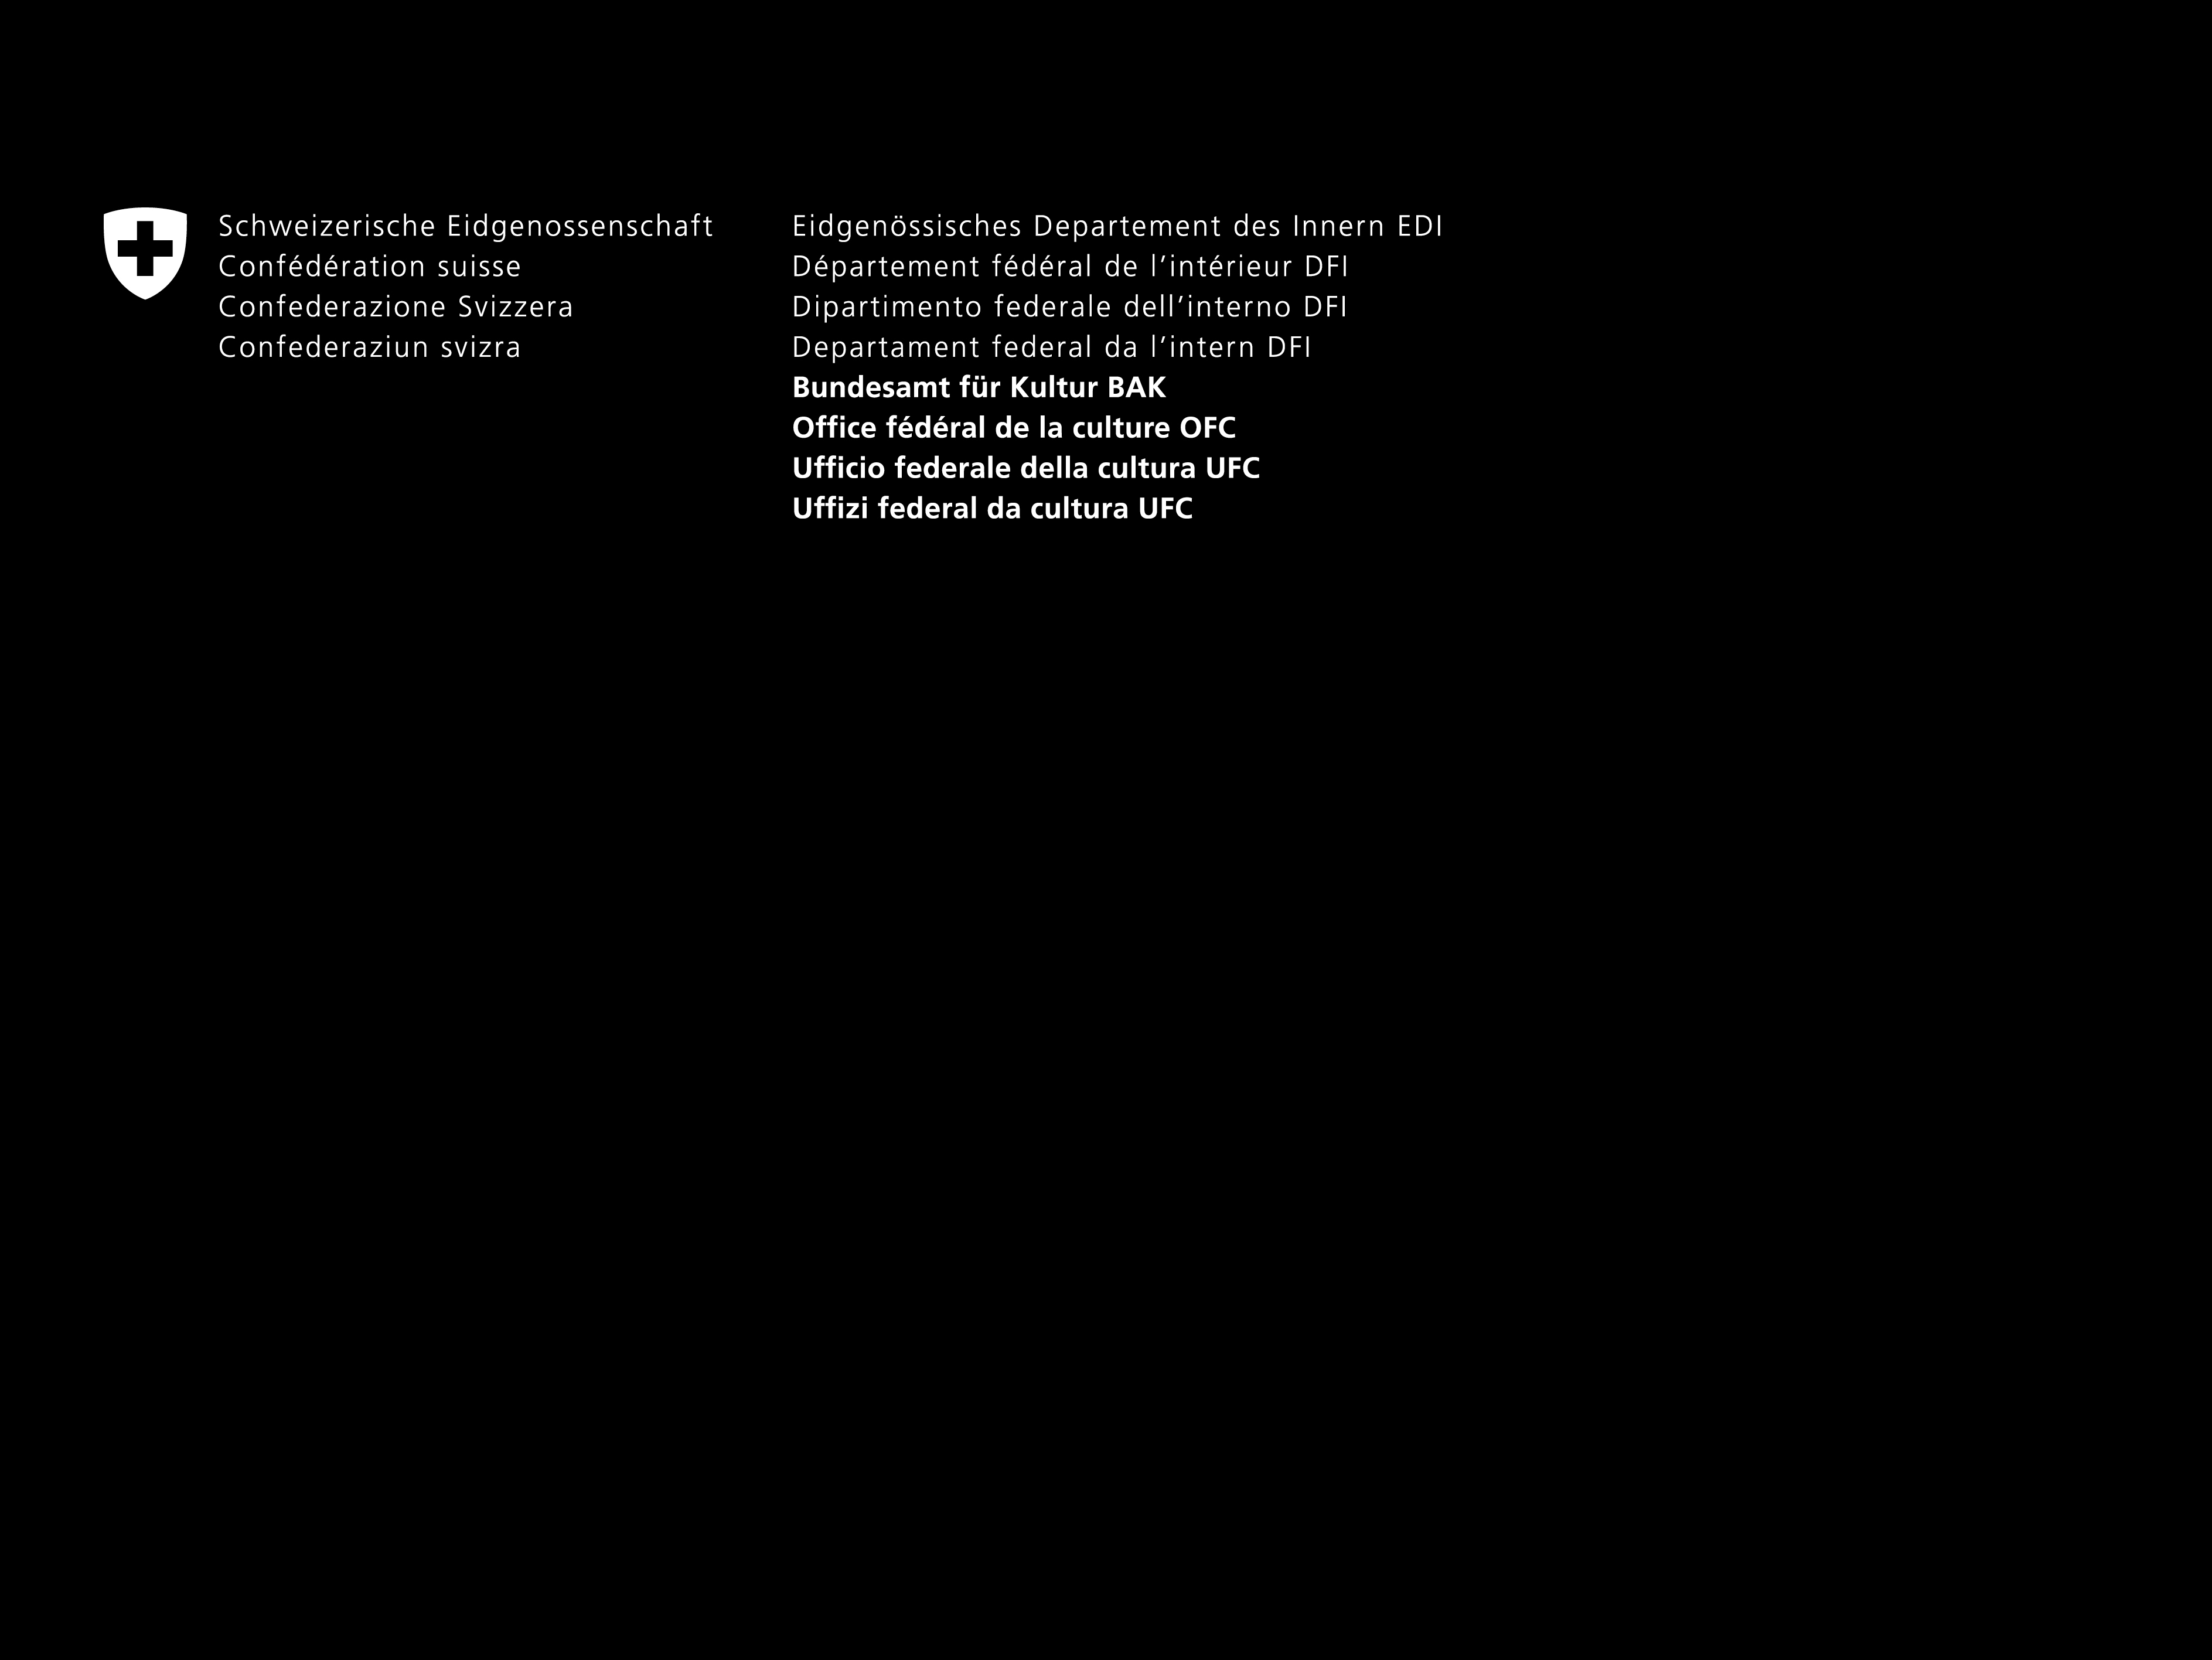 Schweizerische Eidgenossenschaft
Confédération suisse
Confederazione Svizzera
Confederaziun svizra
Eidgenössisches Departement des Innern EDI
Département fédéral de l’intérieur DFI
Dipartimento federale dell’interno DFI
Departament federal da l’intern DFI
Bundesamt für Kultur BAK
Office fédéral de la culture OFC
Ufficio federale della cultura UFC
Uffizi federal da cultura UFC